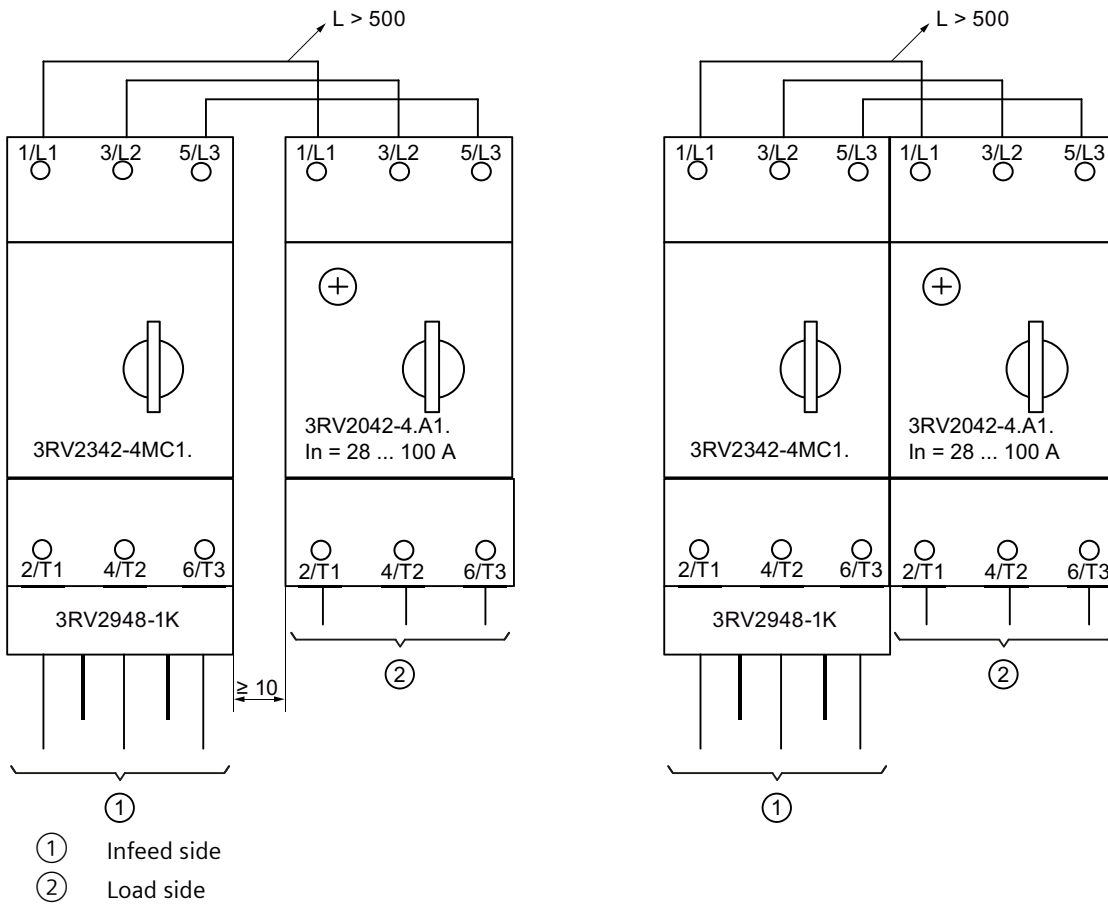 L > 500 L > 500
1/L1 3/L2 5/L3 1/L1 3/L2 5/L3 1/L1 3/L2 5/L3 1/L1 3/L2 5/L3
3RV2342-4MC1. 3RV2042-4.A1. 3RV2342-4MC1. 3RV2042-4.A1.
In = 28 ... 100 A In = 28 ... 100 A
2/T1 4/T2 6/T3 2/T1 4/T2 6/T3 2/T1 4/T2 6/T3 2/T1 4/T2 6/T3
3RV2948-1K 3RV2948-1K
② ②
≥ 10
① ①
① Infeed side
② Load side